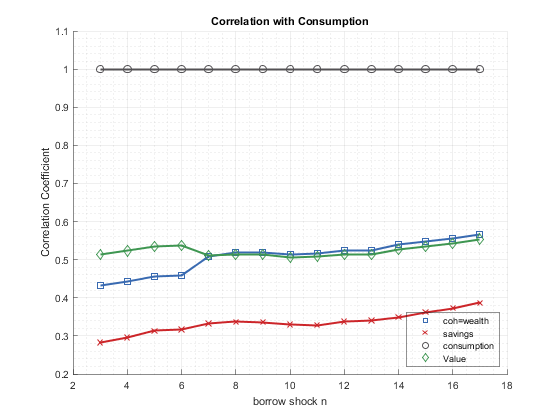 Correlation with Consumption
1.1
1
0.9
0.8
0.7
0.6
0.5
0.4
0.3
0.2
Correlation Coefficient
2 4 6 8 10 12 14 16 18
borrow shock n
coh=wealth
savings
consumption
Value